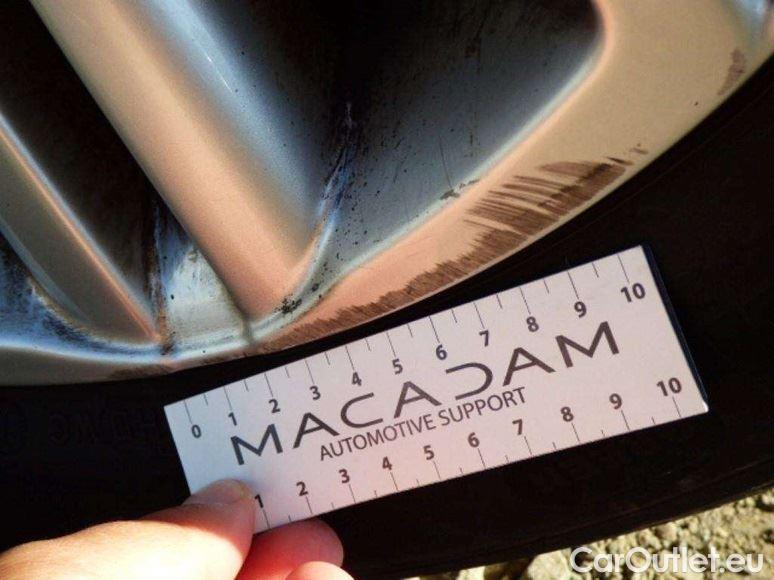 0 1 2 3 4 5 6 7 8 9 10
MACADAM
AUTOMOTIVE SUPPORT
1 2 3 4 5 6 7 8 9 10
CarOutlet.eu